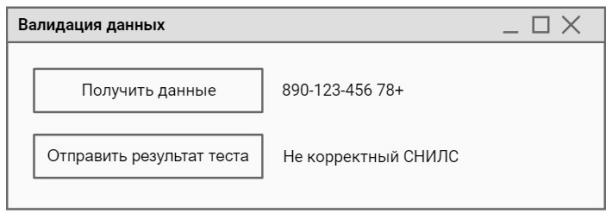 Валидация данных
Получить данные 890-123-456 78+
Отправить результат теста Не корректный СНИЛС